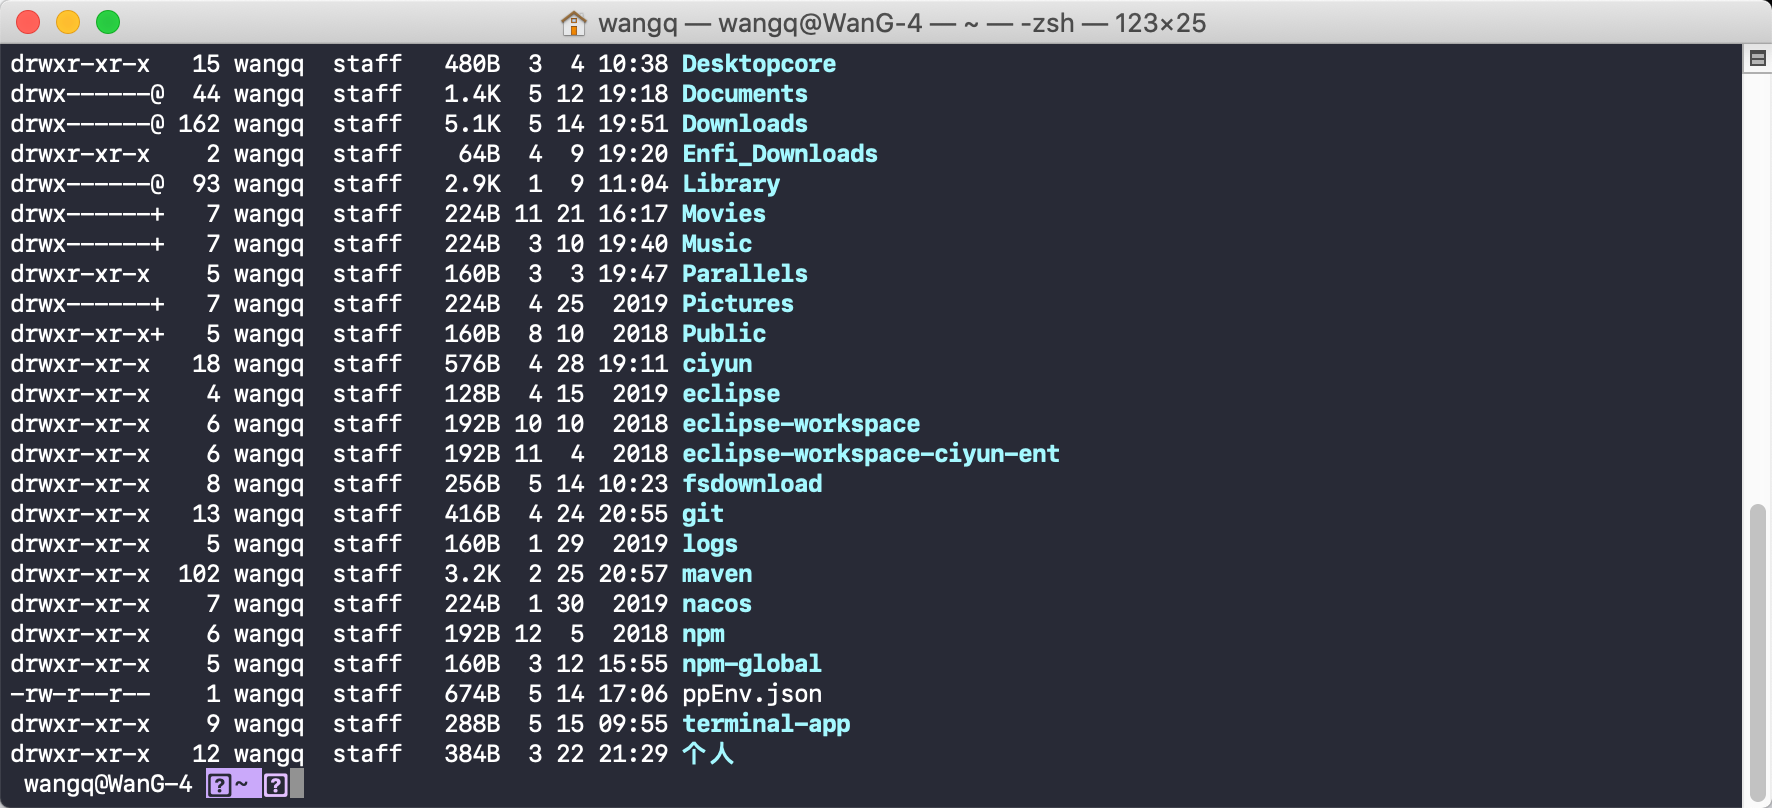 wangq — wangq@WanG-4 — ~ — -zsh — 123×25
drwxr-xr-x   15 wangq  staff   480B  3  4 10:38 Desktopcore
drwx------@  44 wangq  staff   1.4K  5 12 19:18 Documents
drwx------@ 162 wangq  staff   5.1K  5 14 19:51 Downloads
drwxr-xr-x    2 wangq  staff    64B  4  9 19:20 Enfi_Downloads
drwx------@  93 wangq  staff   2.9K  1  9 11:04 Library
drwx------+   7 wangq  staff   224B 11 21 16:17 Movies
drwx------+   7 wangq  staff   224B  3 10 19:40 Music
drwxr-xr-x    5 wangq  staff   160B  3  3 19:47 Parallels
drwx------+   7 wangq  staff   224B  4 25  2019 Pictures
drwxr-xr-x+   5 wangq  staff   160B  8 10  2018 Public
drwxr-xr-x   18 wangq  staff   576B  4 28 19:11 ciyun
drwxr-xr-x    4 wangq  staff   128B  4 15  2019 eclipse
drwxr-xr-x    6 wangq  staff   192B 10 10  2018 eclipse-workspace
drwxr-xr-x    6 wangq  staff   192B 11  4  2018 eclipse-workspace-ciyun-ent
drwxr-xr-x    8 wangq  staff   256B  5 14 10:23 fsdownload
drwxr-xr-x   13 wangq  staff   416B  4 24 20:55 git
drwxr-xr-x    5 wangq  staff   160B  1 29  2019 logs
drwxr-xr-x  102 wangq  staff   3.2K  2 25 20:57 maven
drwxr-xr-x    7 wangq  staff   224B  1 30  2019 nacos
drwxr-xr-x    6 wangq  staff   192B 12  5  2018 npm
drwxr-xr-x    5 wangq  staff   160B  3 12 15:55 npm-global
-rw-r--r--    1 wangq  staff   674B  5 14 17:06 ppEnv.json
drwxr-xr-x    9 wangq  staff   288B  5 15 09:55 terminal-app
drwxr-xr-x   12 wangq  staff   384B  3 22 21:29 个人
wangq@WanG-4 ?~ ?